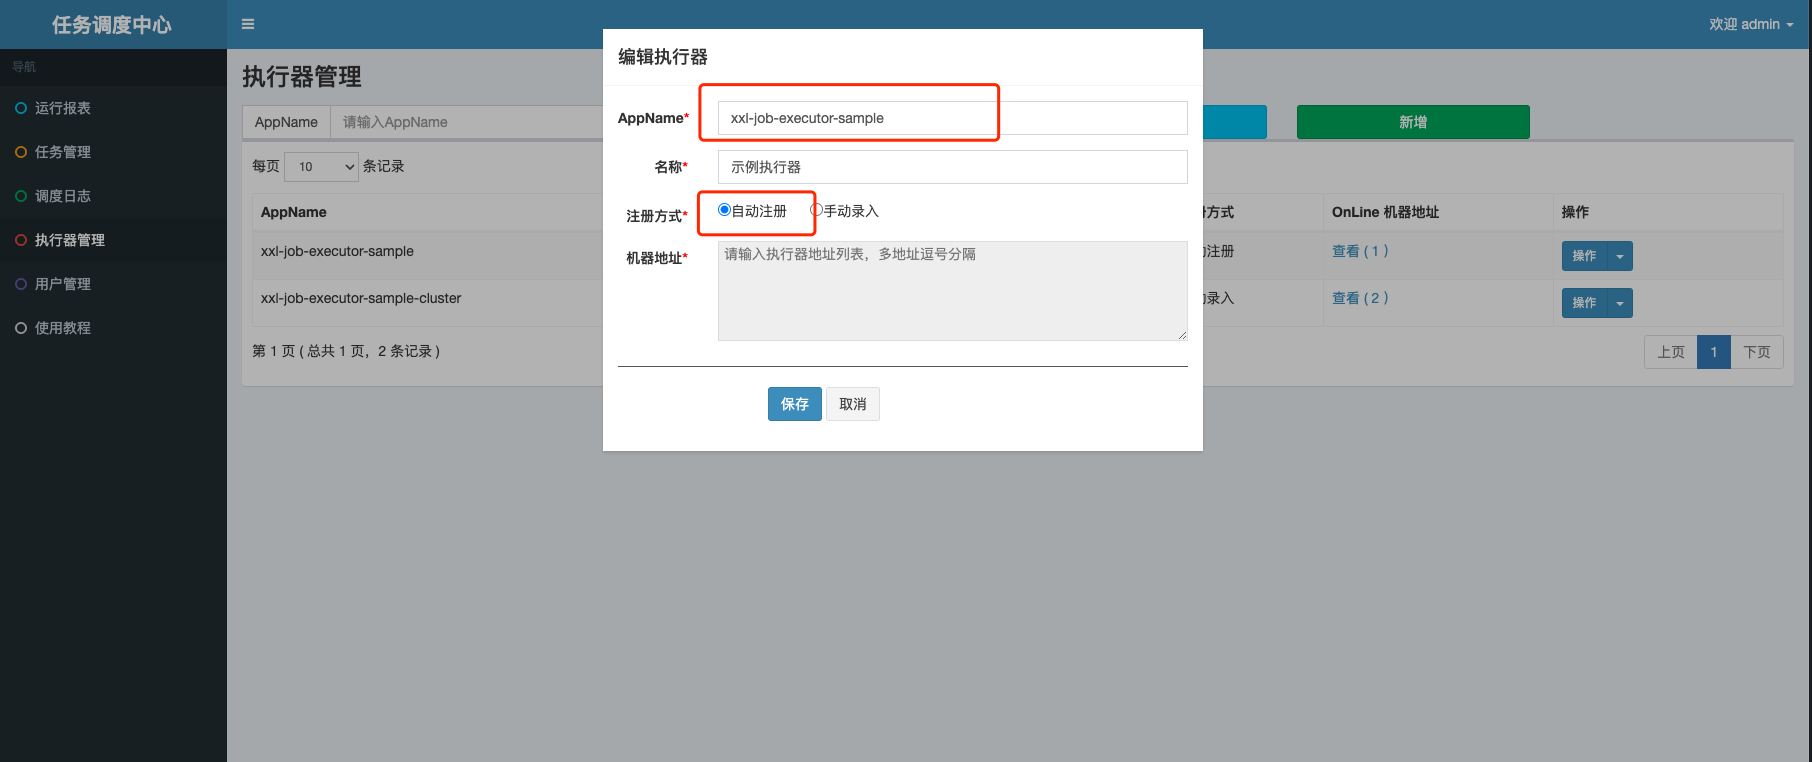 任务调度中心
欢迎 admin
导航
运行报表
任务管理
调度日志
执行器管理
用户管理
使用教程
执行器管理
AppName 请输入AppName
新增
每页 10 条记录
AppName 方式 OnLine 机器地址 操作
xxl-job-executor-sample 注册 查看 ( 1 ) 操作
xxl-job-executor-sample-cluster 录入 查看 ( 2 ) 操作
第 1 页 ( 总共 1 页，2 条记录 )
上页 1 下页
编辑执行器
AppName* xxl-job-executor-sample
名称* 示例执行器
注册方式* 自动注册 手动录入
机器地址* 请输入执行器地址列表，多地址逗号分隔
保存 取消